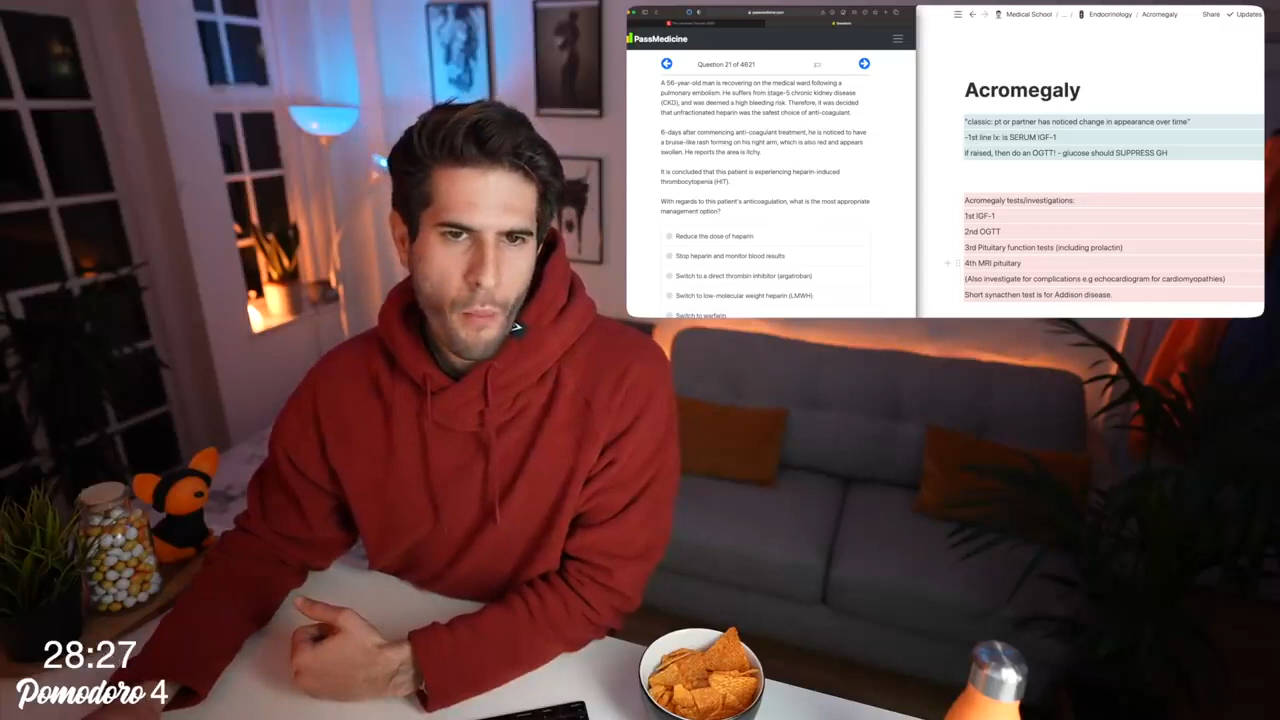 PassMedicine
Question 21 of 4621
A 56-year-old man is recovering on the medical ward following a
pulmonary embolism. He suffers from stage-5 chronic kidney disease
(CKD), and was deemed a high bleeding risk. Therefore, it was decided
that unfractionated heparin was the safest choice of anti-coagulant.
6-days after commencing anti-coagulant treatment, he is noticed to have
a bruise-like rash forming on his right arm, which is also red and appears
swollen. He reports the area is itchy.
It is concluded that this patient is experiencing heparin-induced
thrombocytopenia (HIT).
With regards to this patient's anticoagulation, what is the most appropriate
management option?
Reduce the dose of heparin
Stop heparin and monitor blood results
Switch to a direct thrombin inhibitor (argatroban)
Switch to low-molecular weight heparin (LMWH)
Switch to warfarin
Medical School / ... / Endocrinology / Acromegaly Share Updates
Acromegaly
"classic: pt or partner has noticed change in appearance over time"
-1st line Ix: is SERUM IGF-1
if raised, then do an OGTT! - glucose should SUPPRESS GH
Acromegaly tests/investigations:
1st IGF-1
2nd OGTT
3rd Pituitary function tests (including prolactin)
4th MRI pituitary
(Also investigate for complications e.g echocardiogram for cardiomyopathies)
Short synacthen test is for Addison disease.
28:27
Pomodoro 4